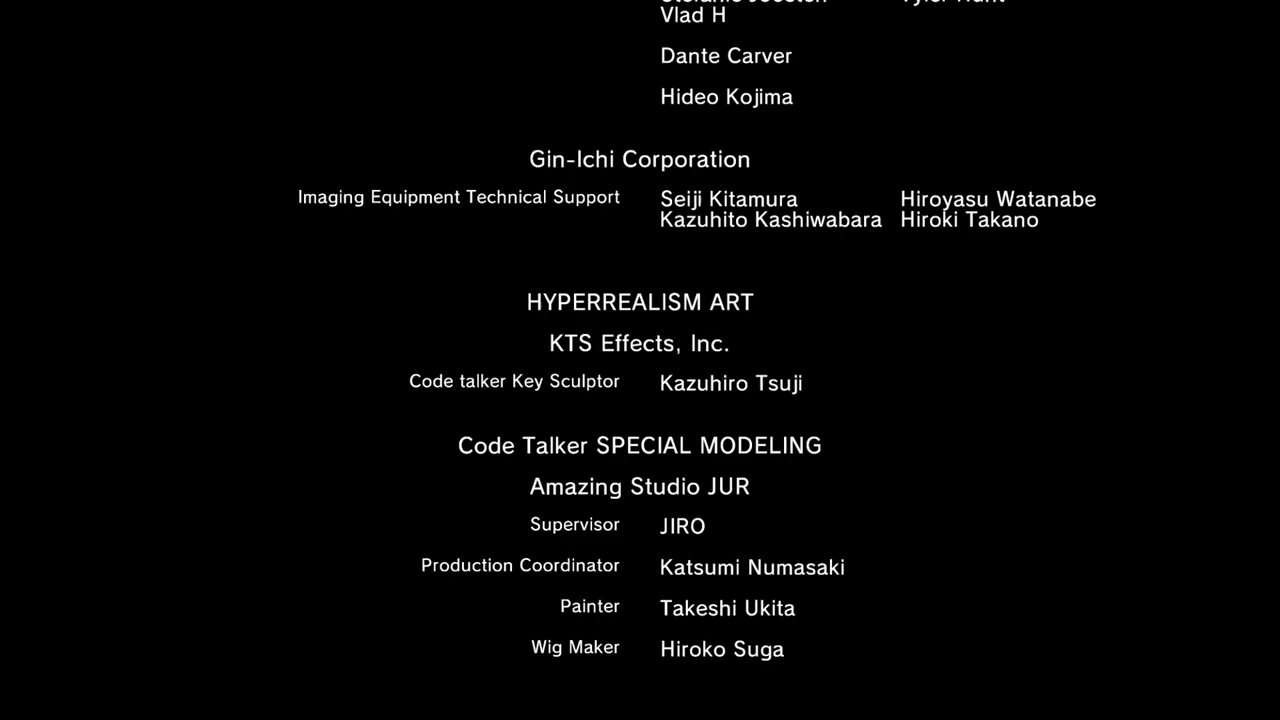 Vlad H
Dante Carver
Hideo Kojima
Gin-Ichi Corporation
Imaging Equipment Technical Support Seiji Kitamura Hiroyasu Watanabe
Kazuhito Kashiwabara Hiroki Takano
HYPERREALISM ART
KTS Effects, Inc.
Code talker Key Sculptor Kazuhiro Tsuji
Code Talker SPECIAL MODELING
Amazing Studio JUR
Supervisor JIRO
Production Coordinator Katsumi Numasaki
Painter Takeshi Ukita
Wig Maker Hiroko Suga